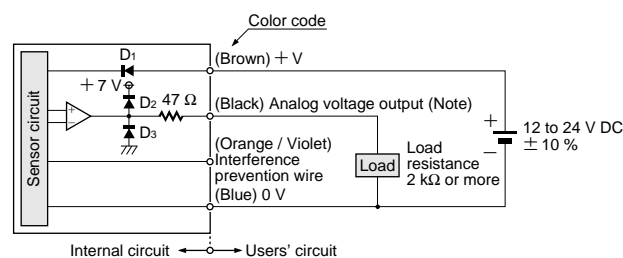 Color code
D1
(Brown) + V
+ 7 V
D2
47 Ω
(Black) Analog voltage output (Note)
D3
Sensor circuit
+
−
(Orange / Violet)
Interference
prevention wire
(Blue) 0 V
Load
Load
resistance
2 kΩ or more
+
−
12 to 24 V DC
± 10 %
Internal circuit
Users' circuit